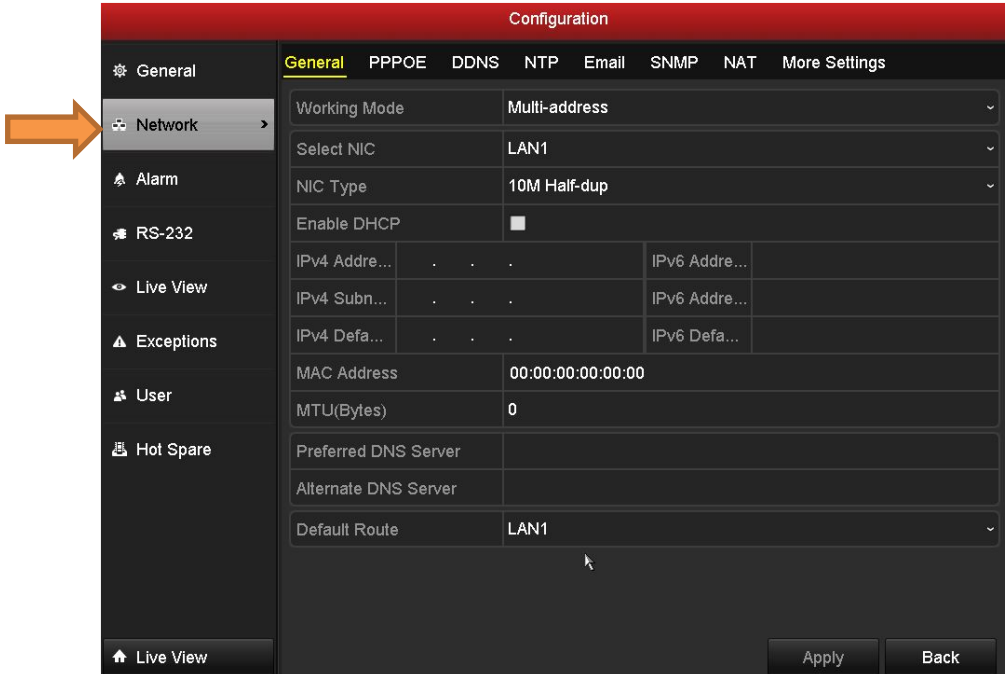 Configuration
General
Network
Alarm
RS-232
Live View
Exceptions
User
Hot Spare
Live View
General PPPOE DDNS NTP Email SNMP NAT More Settings
Working Mode Multi-address
Select NIC LAN1
NIC Type 10M Half-dup
Enable DHCP
IPv4 Addre... . . . IPv6 Addre...
IPv4 Subn... . . . IPv6 Addre...
IPv4 Defa... . . . IPv6 Defa...
MAC Address 00:00:00:00:00:00
MTU(Bytes) 0
Preferred DNS Server
Alternate DNS Server
Default Route LAN1
Apply Back